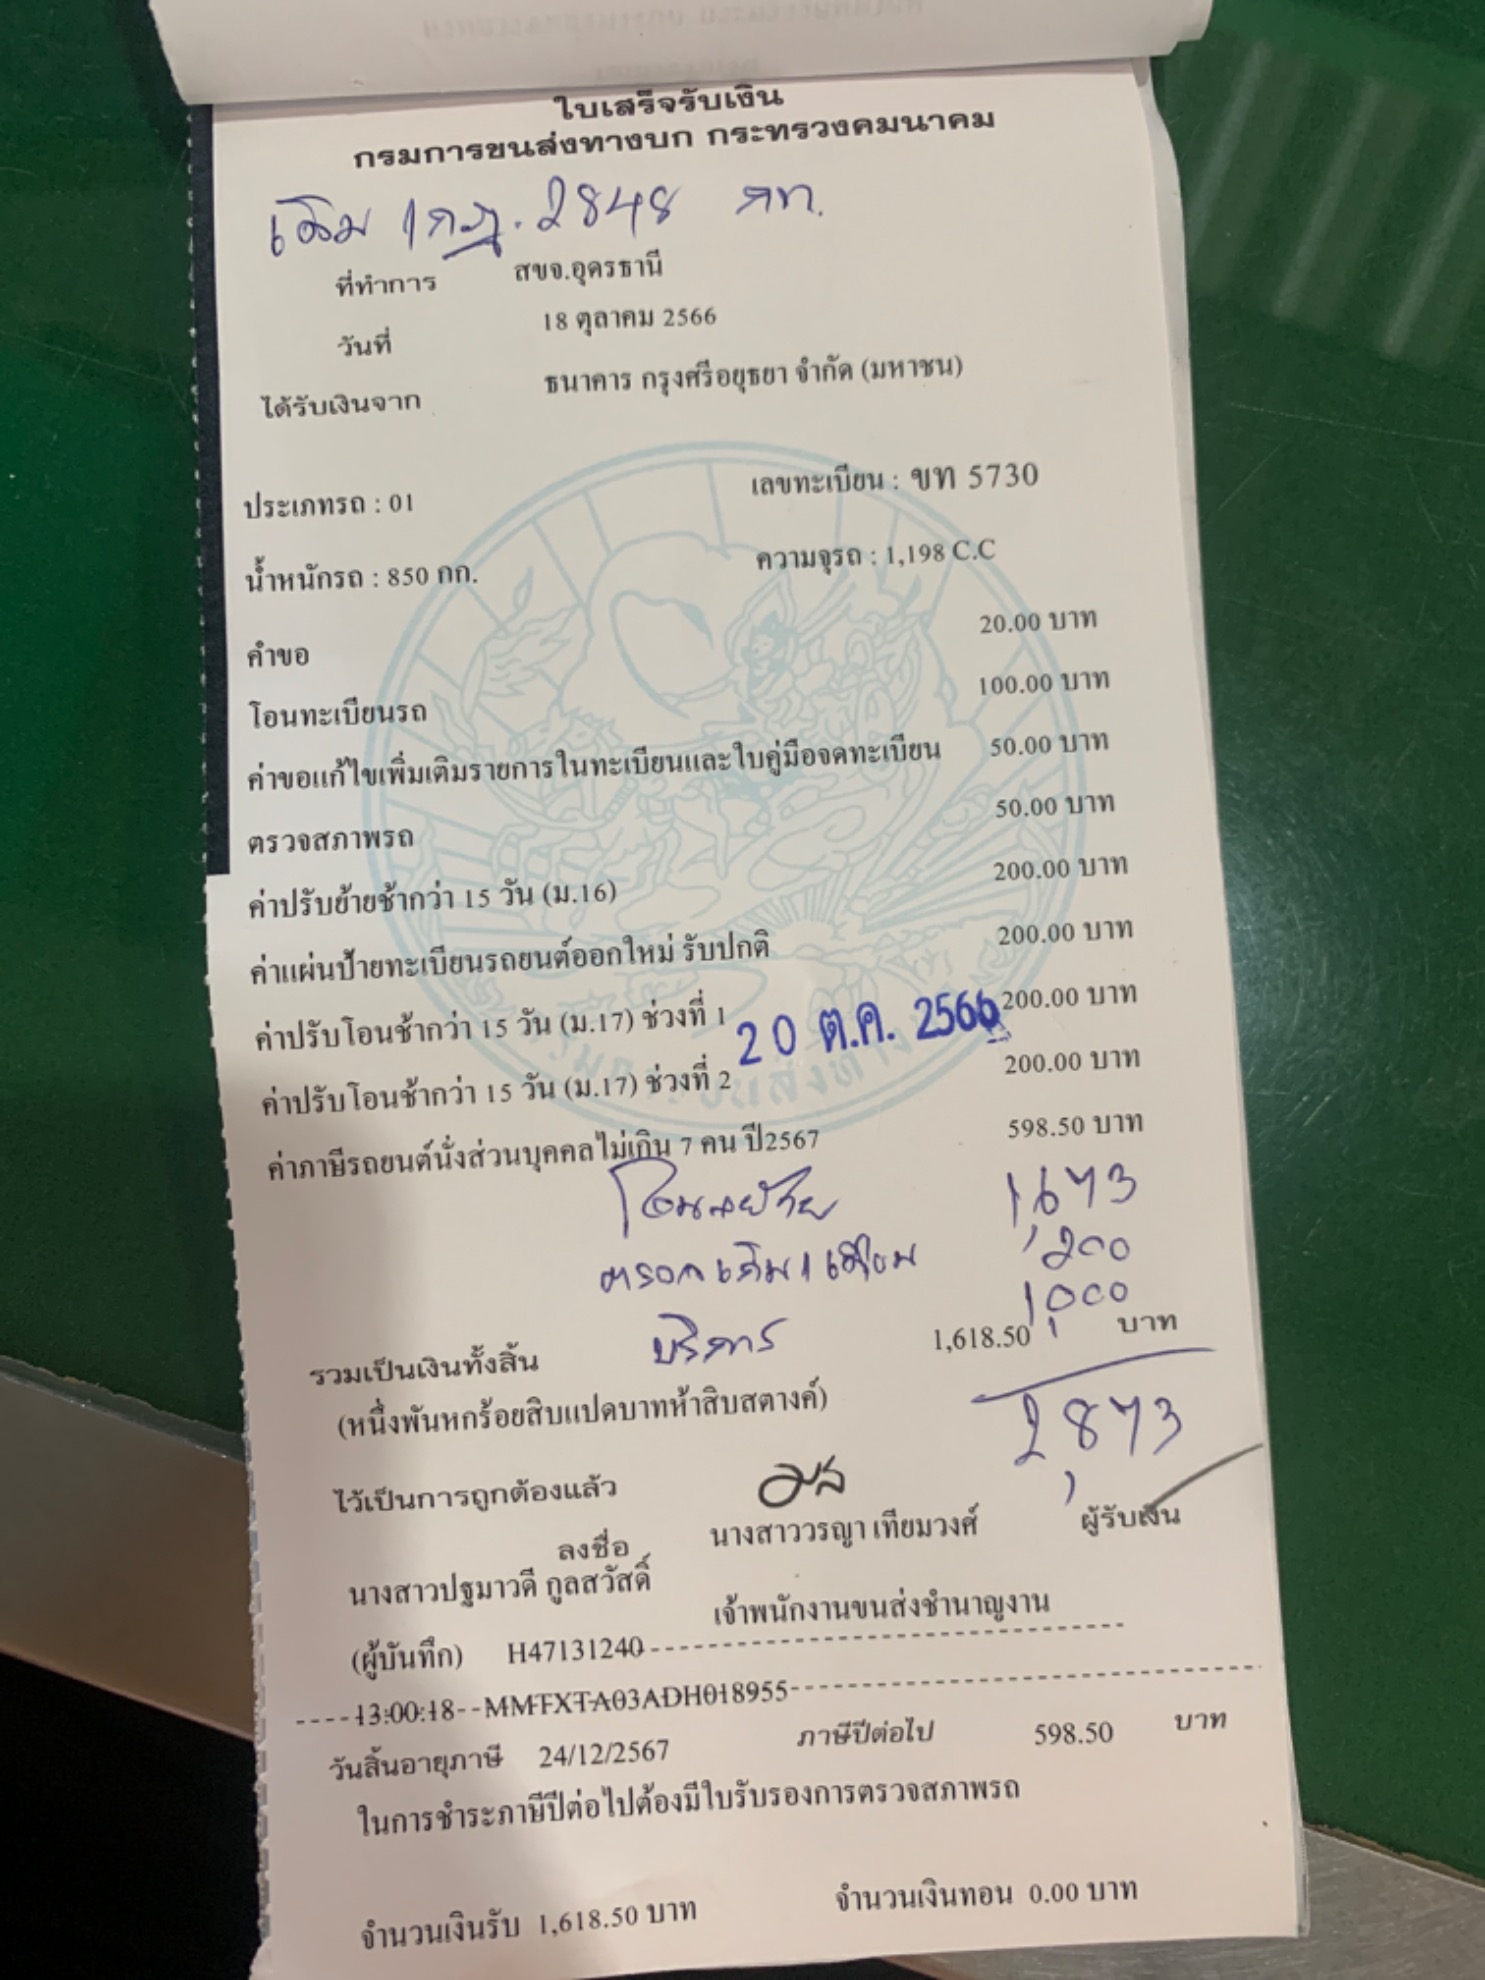 ใบเสร็จรับเงิน
กรมการขนส่งทางบก กระทรวงคมนาคม
เดิม 1กฎ.2848 กท.
ที่ทำการ สขจ.อุดรธานี
วันที่ 18 ตุลาคม 2566
ได้รับเงินจาก ธนาคาร กรุงศรีอยุธยา จำกัด (มหาชน)
ประเภทรถ : 01 เลขทะเบียน : ขท 5730
น้ำหนักรถ : 850 กก. ความจุรถ : 1,198 C.C
คำขอ 20.00 บาท
โอนทะเบียนรถ 100.00 บาท
ค่าขอแก้ไขเพิ่มเติมรายการในทะเบียนและใบคู่มือจดทะเบียน 50.00 บาท
ตรวจสภาพรถ 50.00 บาท
ค่าปรับย้ายช้ากว่า 15 วัน (ม.16) 200.00 บาท
ค่าแผ่นป้ายทะเบียนรถยนต์ออกใหม่ รับปกติ 200.00 บาท
ค่าปรับโอนช้ากว่า 15 วัน (ม.17) ช่วงที่ 1 200.00 บาท
20 ต.ค. 2566
ค่าปรับโอนช้ากว่า 15 วัน (ม.17) ช่วงที่ 2 200.00 บาท
ค่าภาษีรถยนต์นั่งส่วนบุคคลไม่เกิน 7 คน ปี2567 598.50 บาท
1,673
200
บริการ 1,000
รวมเป็นเงินทั้งสิ้น 1,618.50 บาท
(หนึ่งพันหกร้อยสิบแปดบาทห้าสิบสตางค์)
2,873
ไว้เป็นการถูกต้องแล้ว
ลงชื่อ นางสาววรญา เทียมวงศ์ ผู้รับเงิน
นางสาวปฐมาวดี กูลสวัสดิ์
เจ้าพนักงานขนส่งชำนาญงาน
(ผู้บันทึก) H47131240
13:00:18--MMTXTA03ADH018955
วันสิ้นอายุภาษี 24/12/2567 ภาษีปีต่อไป 598.50 บาท
ในการชำระภาษีปีต่อไปต้องมีใบรับรองการตรวจสภาพรถ
จำนวนเงินรับ 1,618.50 บาท จำนวนเงินทอน 0.00 บาท